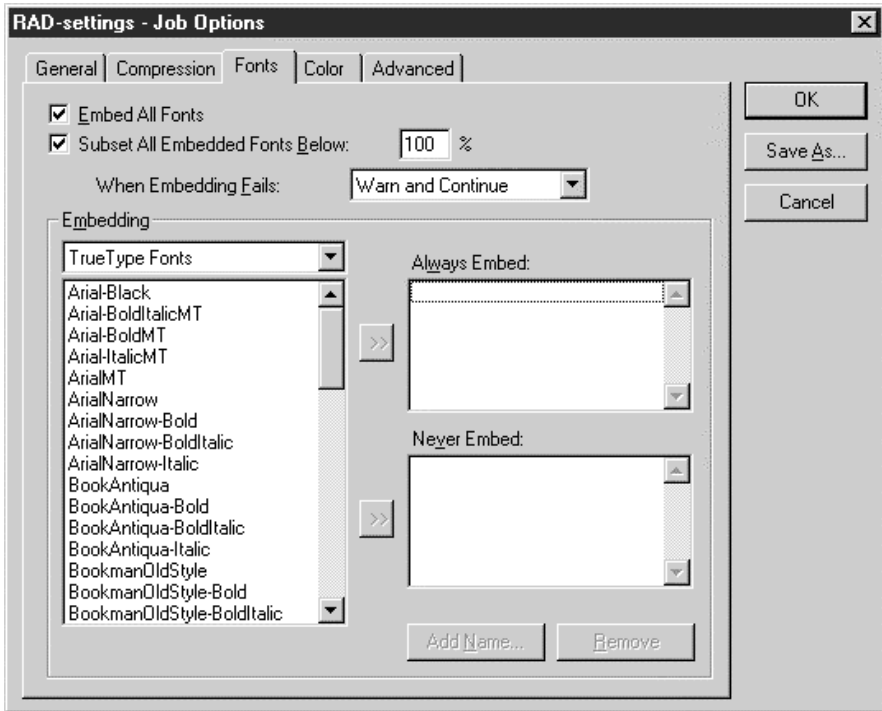 RAD-settings - Job Options
General Compression Fonts Color Advanced
Embed All Fonts
Subset All Embedded Fonts Below: 100 %
When Embedding Fails: Warn and Continue
OK
Save As...
Cancel
Embedding
TrueType Fonts
Arial-Black
Arial-BoldItalicMT
Arial-BoldMT
Arial-ItalicMT
ArialMT
ArialNarrow
ArialNarrow-Bold
ArialNarrow-BoldItalic
ArialNarrow-Italic
BookAntiqua
BookAntiqua-Bold
BookAntiqua-BoldItalic
BookAntiqua-Italic
BookmanOldStyle
BookmanOldStyle-Bold
BookmanOldStyle-BoldItalic
>>
>>
Always Embed:
Never Embed:
Add Name... Remove